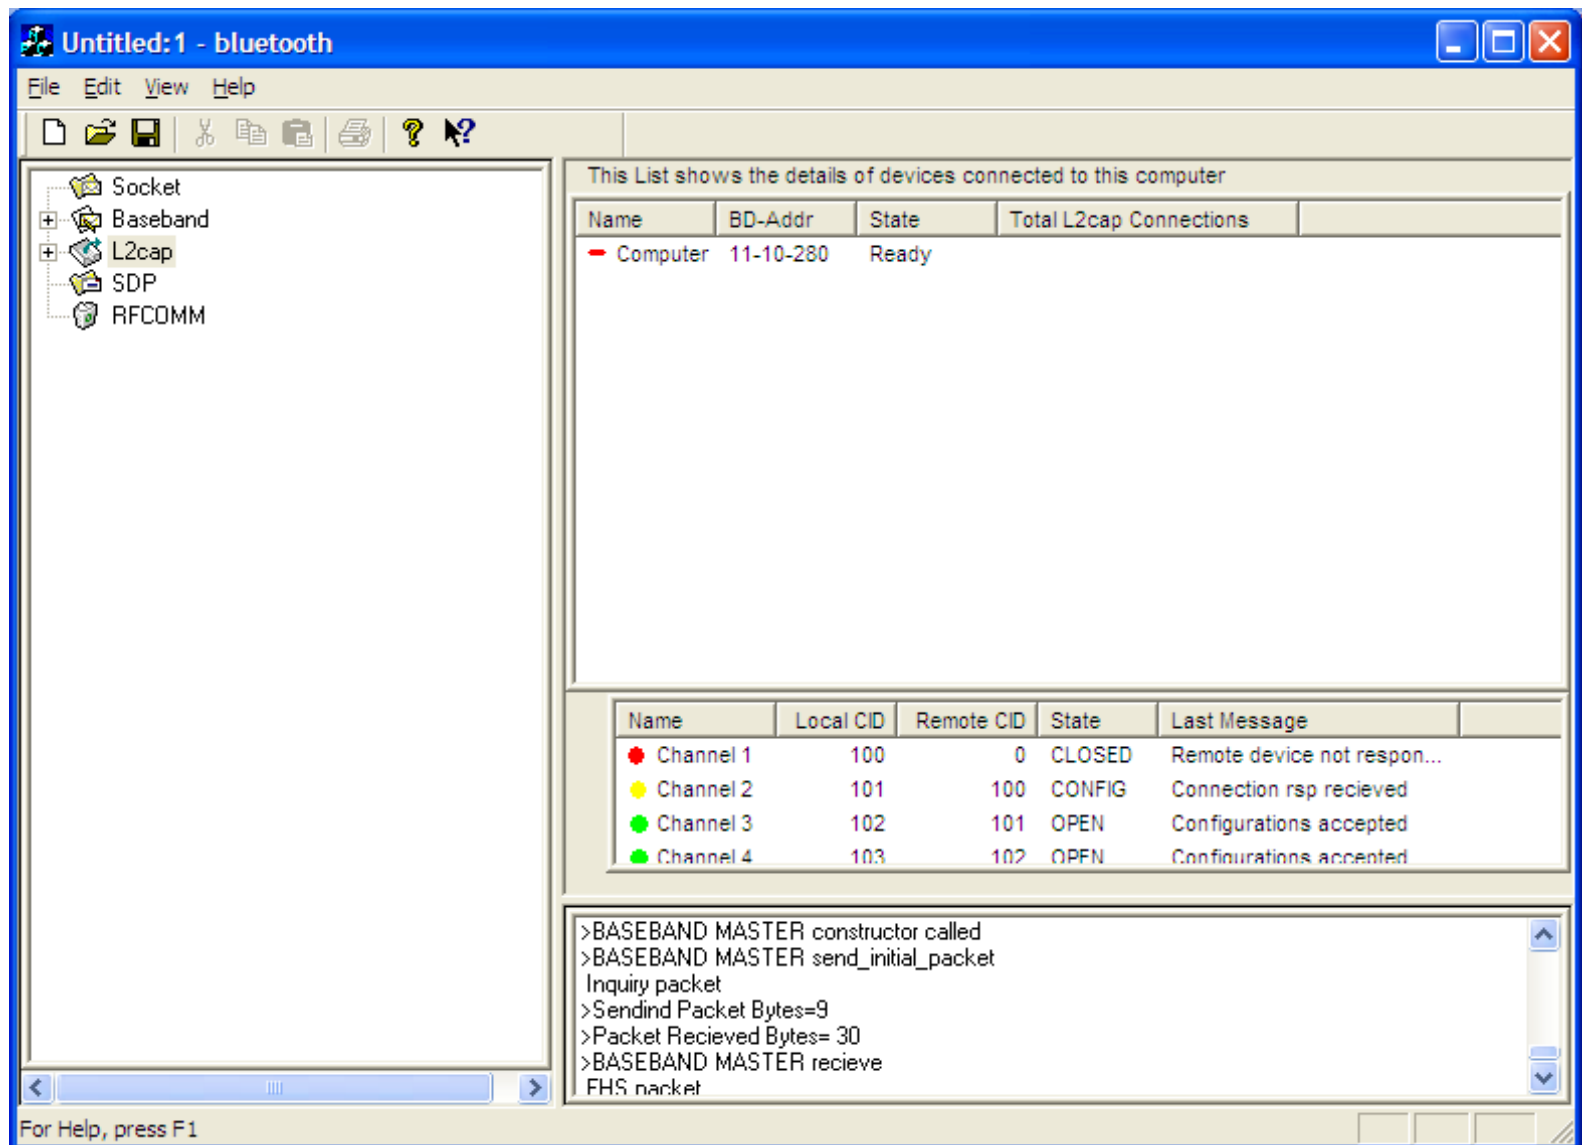 Untitled:1 - bluetooth
File Edit View Help
Socket
Baseband
L2cap
SDP
RFCOMM
This List shows the details of devices connected to this computer
Name BD-Addr State Total L2cap Connections
Computer 11-10-280 Ready
Name Local CID Remote CID State Last Message
Channel 1 100 0 CLOSED Remote device not respon...
Channel 2 101 100 CONFIG Connection rsp recieved
Channel 3 102 101 OPEN Configurations accepted
Channel 4 103 102 OPEN Configurations accepted
>BASEBAND MASTER constructor called
>BASEBAND MASTER send_initial_packet
Inquiry packet
>Sendind Packet Bytes=9
>Packet Recieved Bytes= 30
>BASEBAND MASTER recieve
FHS packet
For Help, press F1